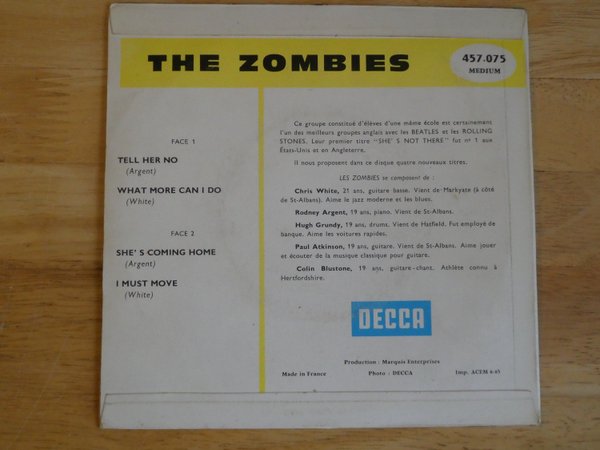 THE ZOMBIES
457.075
MEDIUM
FACE 1
TELL HER NO
(Argent)
WHAT MORE CAN I DO
(White)
FACE 2
SHE' S COMING HOME
(Argent)
I MUST MOVE
(White)
Ce groupe constitué d'élèves d'une même école est certainement
l'un des meilleurs groupes anglais avec les BEATLES et les ROLLING
STONES. Leur premier titre "SHE' S NOT THERE" fut nº 1 aux
États-Unis et en Angleterre.
Il nous proposent dans ce disque quatre nouveaux titres.
LES ZOMBIES se composent de :
Chris White, 21 ans, guitare basse. Vient de Markyate (à côté
de St-Albans). Aime le jazz moderne et les blues.
Rodney Argent, 19 ans, piano. Vient de St-Albans.
Hugh Grundy, 19 ans, drums. Vient de Hatfield. Fut employé de
banque. Aime les voitures rapides.
Paul Atkinson, 19 ans, guitare. Vient de St-Albans. Aime jouer
et écouter de la musique classique pour guitare.
Colin Blustone, 19 ans, guitare-chant. Athlète connu à
Hertfordshire.
DECCA
Production : Marquis Enterprises
Made in France
Photo : DECCA
Imp. ACEM 6-65